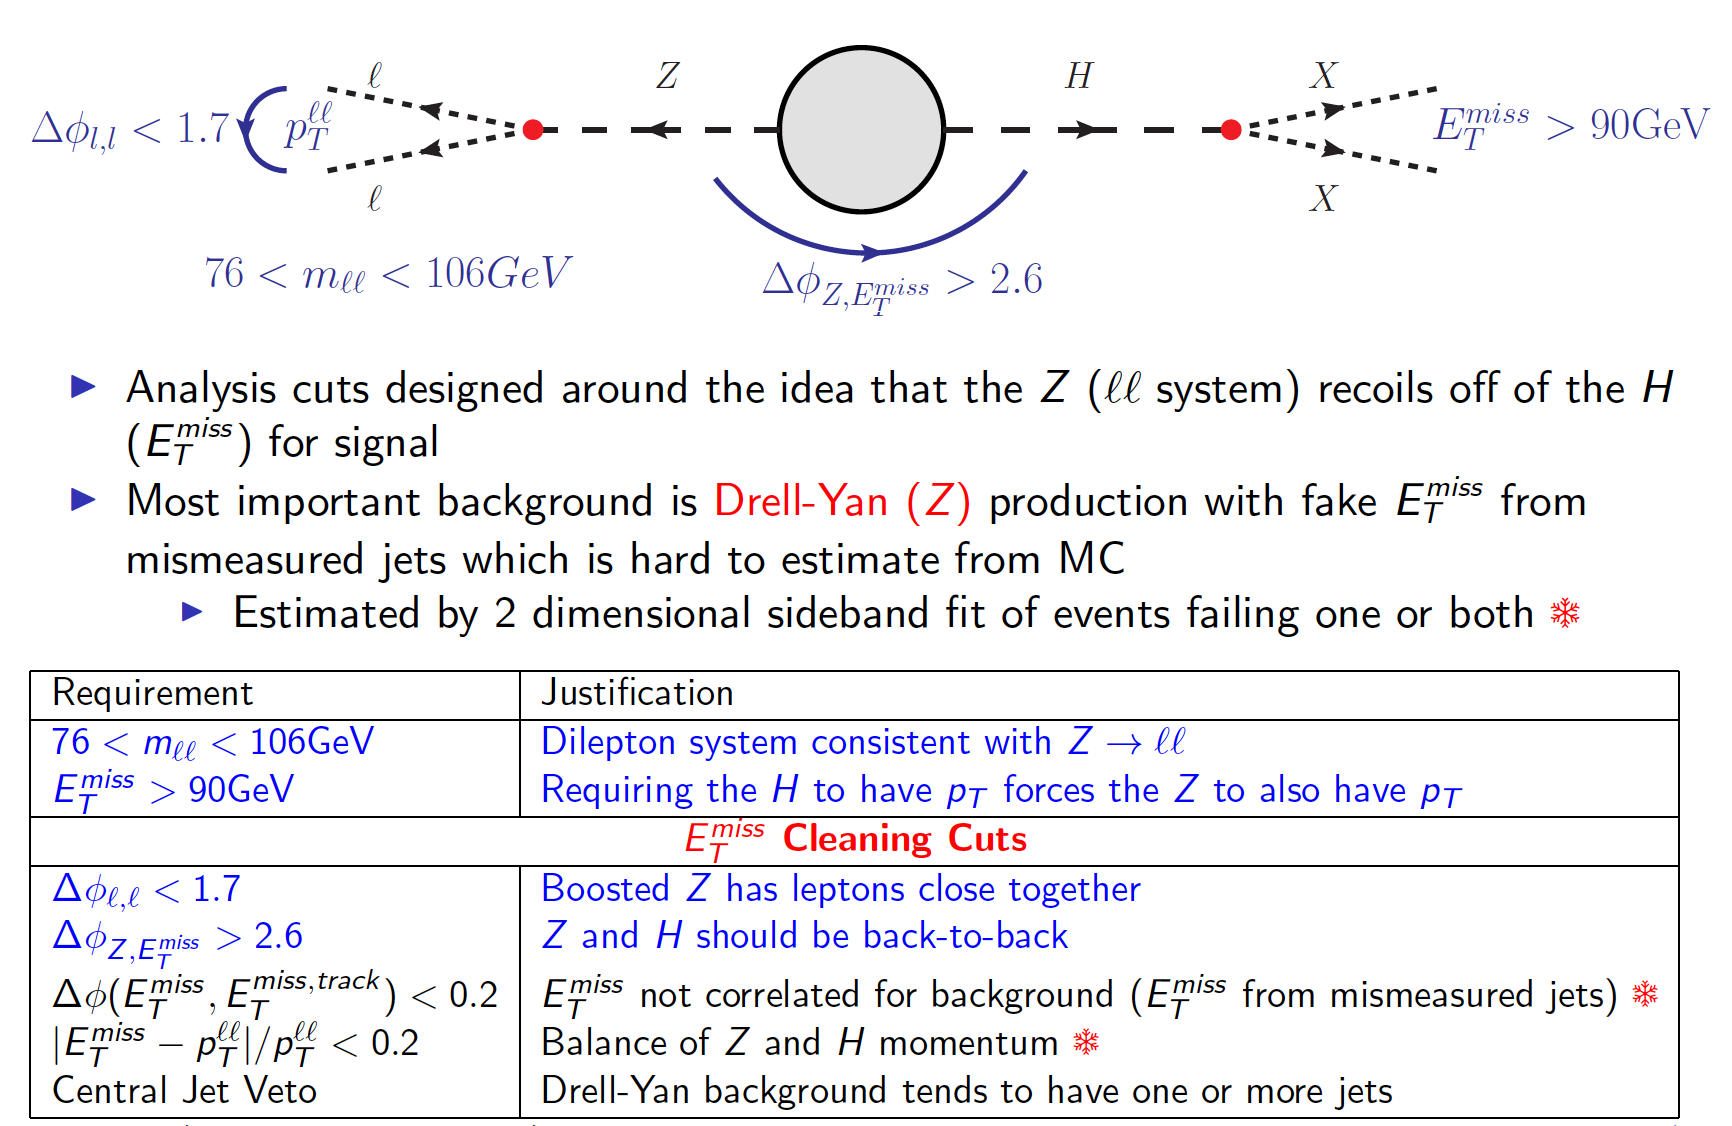 ℓ
Z
H
X
Δϕ_{l,l} < 1.7
p_T^{ℓℓ}
E_T^{miss} > 90GeV
ℓ
X
76 < m_{ℓℓ} < 106GeV
Δϕ_{Z,E_T^{miss}} > 2.6
▶ Analysis cuts designed around the idea that the Z (ℓℓ system) recoils off of the H
(E_T^{miss}) for signal
▶ Most important background is Drell-Yan (Z) production with fake E_T^{miss} from
mismeasured jets which is hard to estimate from MC
▶ Estimated by 2 dimensional sideband fit of events failing one or both ❄
Requirement Justification
76 < m_{ℓℓ} < 106GeV Dilepton system consistent with Z → ℓℓ
E_T^{miss} > 90GeV Requiring the H to have p_T forces the Z to also have p_T
E_T^{miss} Cleaning Cuts
Δϕ_{ℓ,ℓ} < 1.7 Boosted Z has leptons close together
Δϕ_{Z,E_T^{miss}} > 2.6 Z and H should be back-to-back
Δϕ(E_T^{miss}, E_T^{miss,track}) < 0.2 E_T^{miss} not correlated for background (E_T^{miss} from mismeasured jets) ❄
|E_T^{miss} − p_T^{ℓℓ}|/p_T^{ℓℓ} < 0.2 Balance of Z and H momentum ❄
Central Jet Veto Drell-Yan background tends to have one or more jets